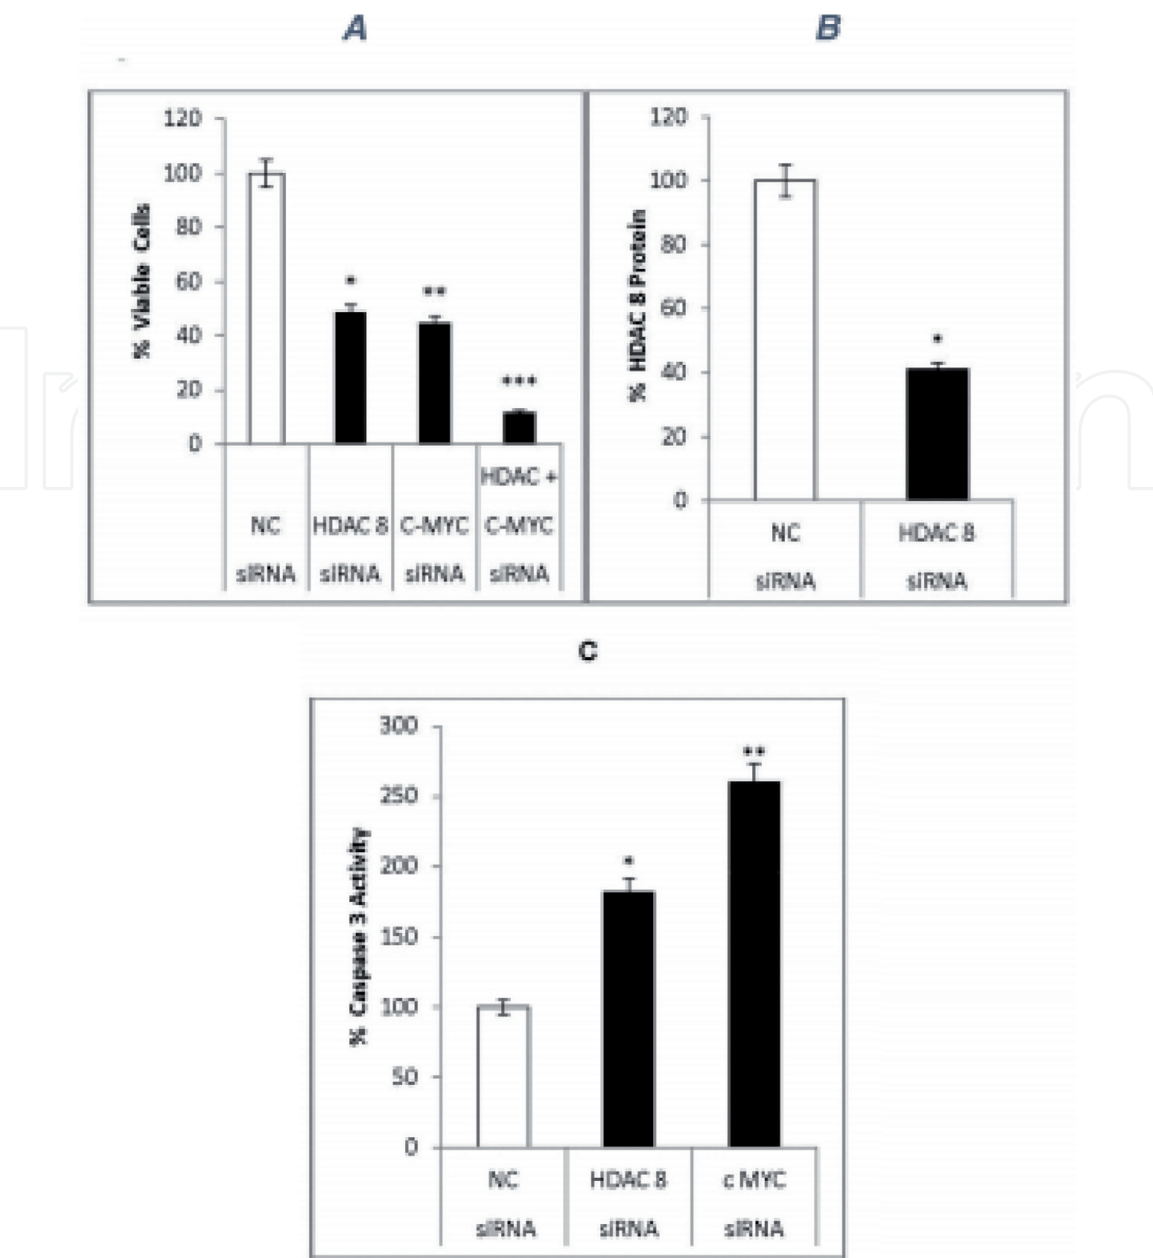 A
B
120
100
80
60
40
20
0
% Viable Cells
*
**
***
NC
siRNA
HDAC 8
siRNA
C-MYC
siRNA
HDAC +
C-MYC
siRNA
120
100
80
60
40
20
0
% HDAC 8 Protein
*
NC
siRNA
HDAC 8
siRNA
C
300
250
200
150
100
50
0
% Caspase 3 Activity
*
**
NC
siRNA
HDAC 8
siRNA
c MYC
siRNA